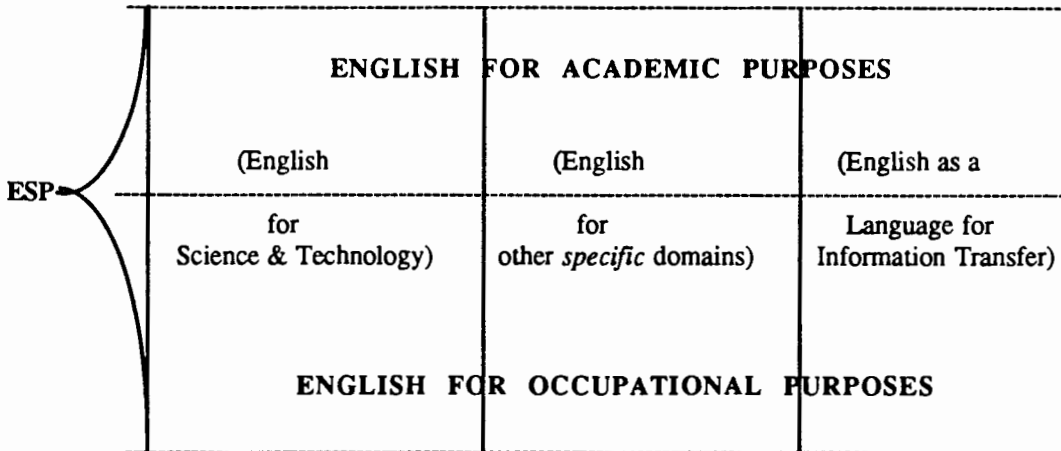 ENGLISH FOR ACADEMIC PURPOSES
(English (English (English as a
ESP
for for Language for
Science & Technology) other specific domains) Information Transfer)
ENGLISH FOR OCCUPATIONAL PURPOSES